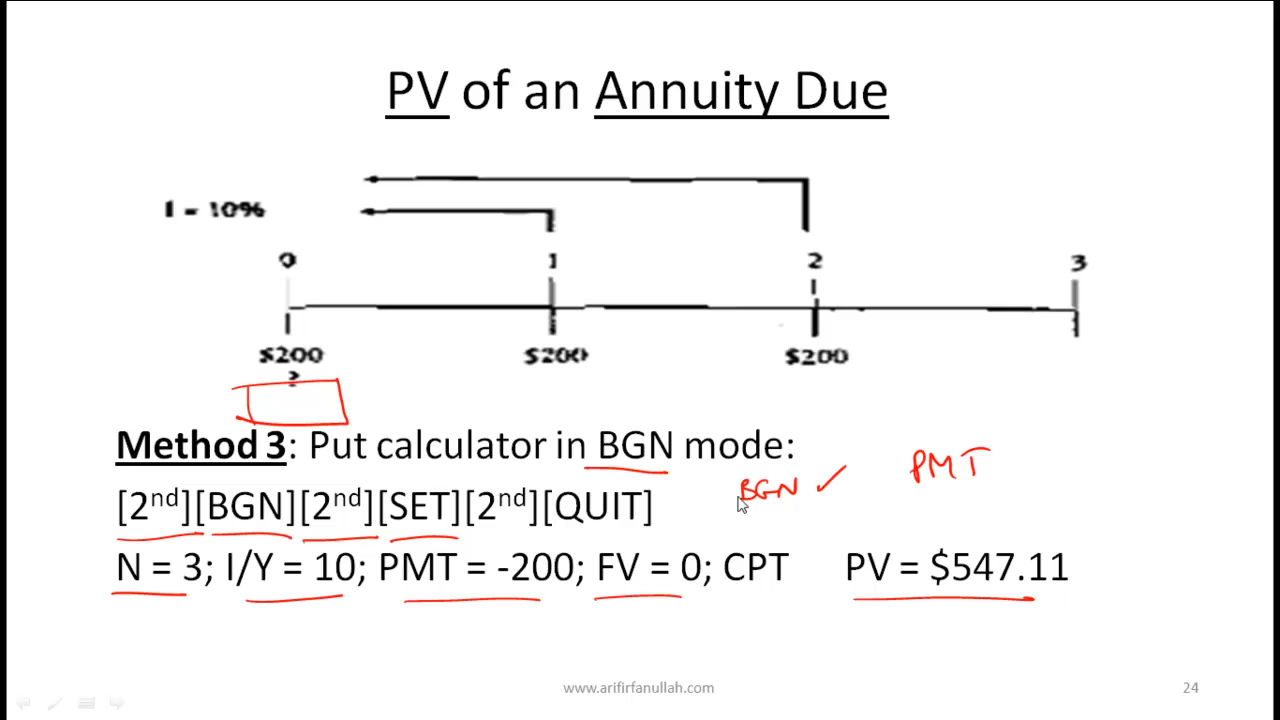 PV of an Annuity Due
I = 10%
0 1 2 3
$200 $200 $200
?
Method 3: Put calculator in BGN mode:
PMT
BGN ✓
[2nd][BGN][2nd][SET][2nd][QUIT]
N = 3; I/Y = 10; PMT = -200; FV = 0; CPT PV = $547.11
www.arifirfanullah.com 24